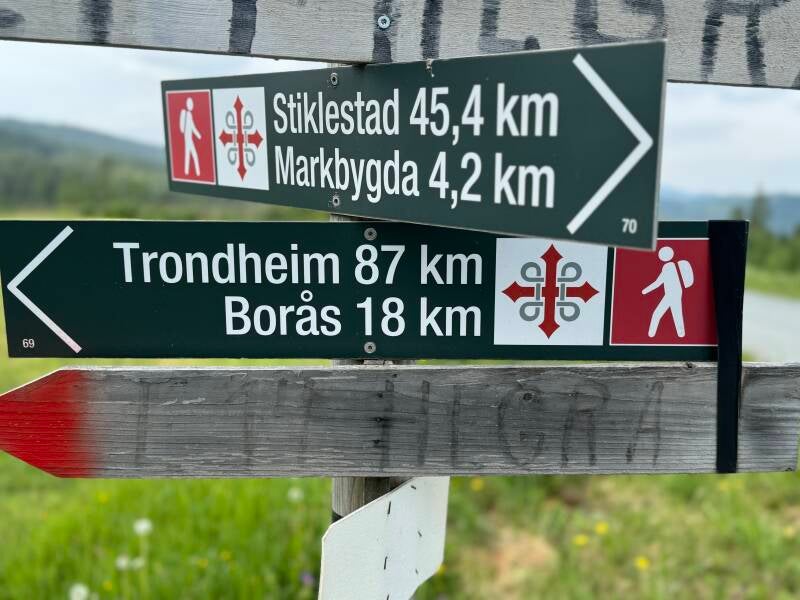 Stiklestad 45,4 km
Markbygda 4,2 km
70
Trondheim 87 km
Borås 18 km
69